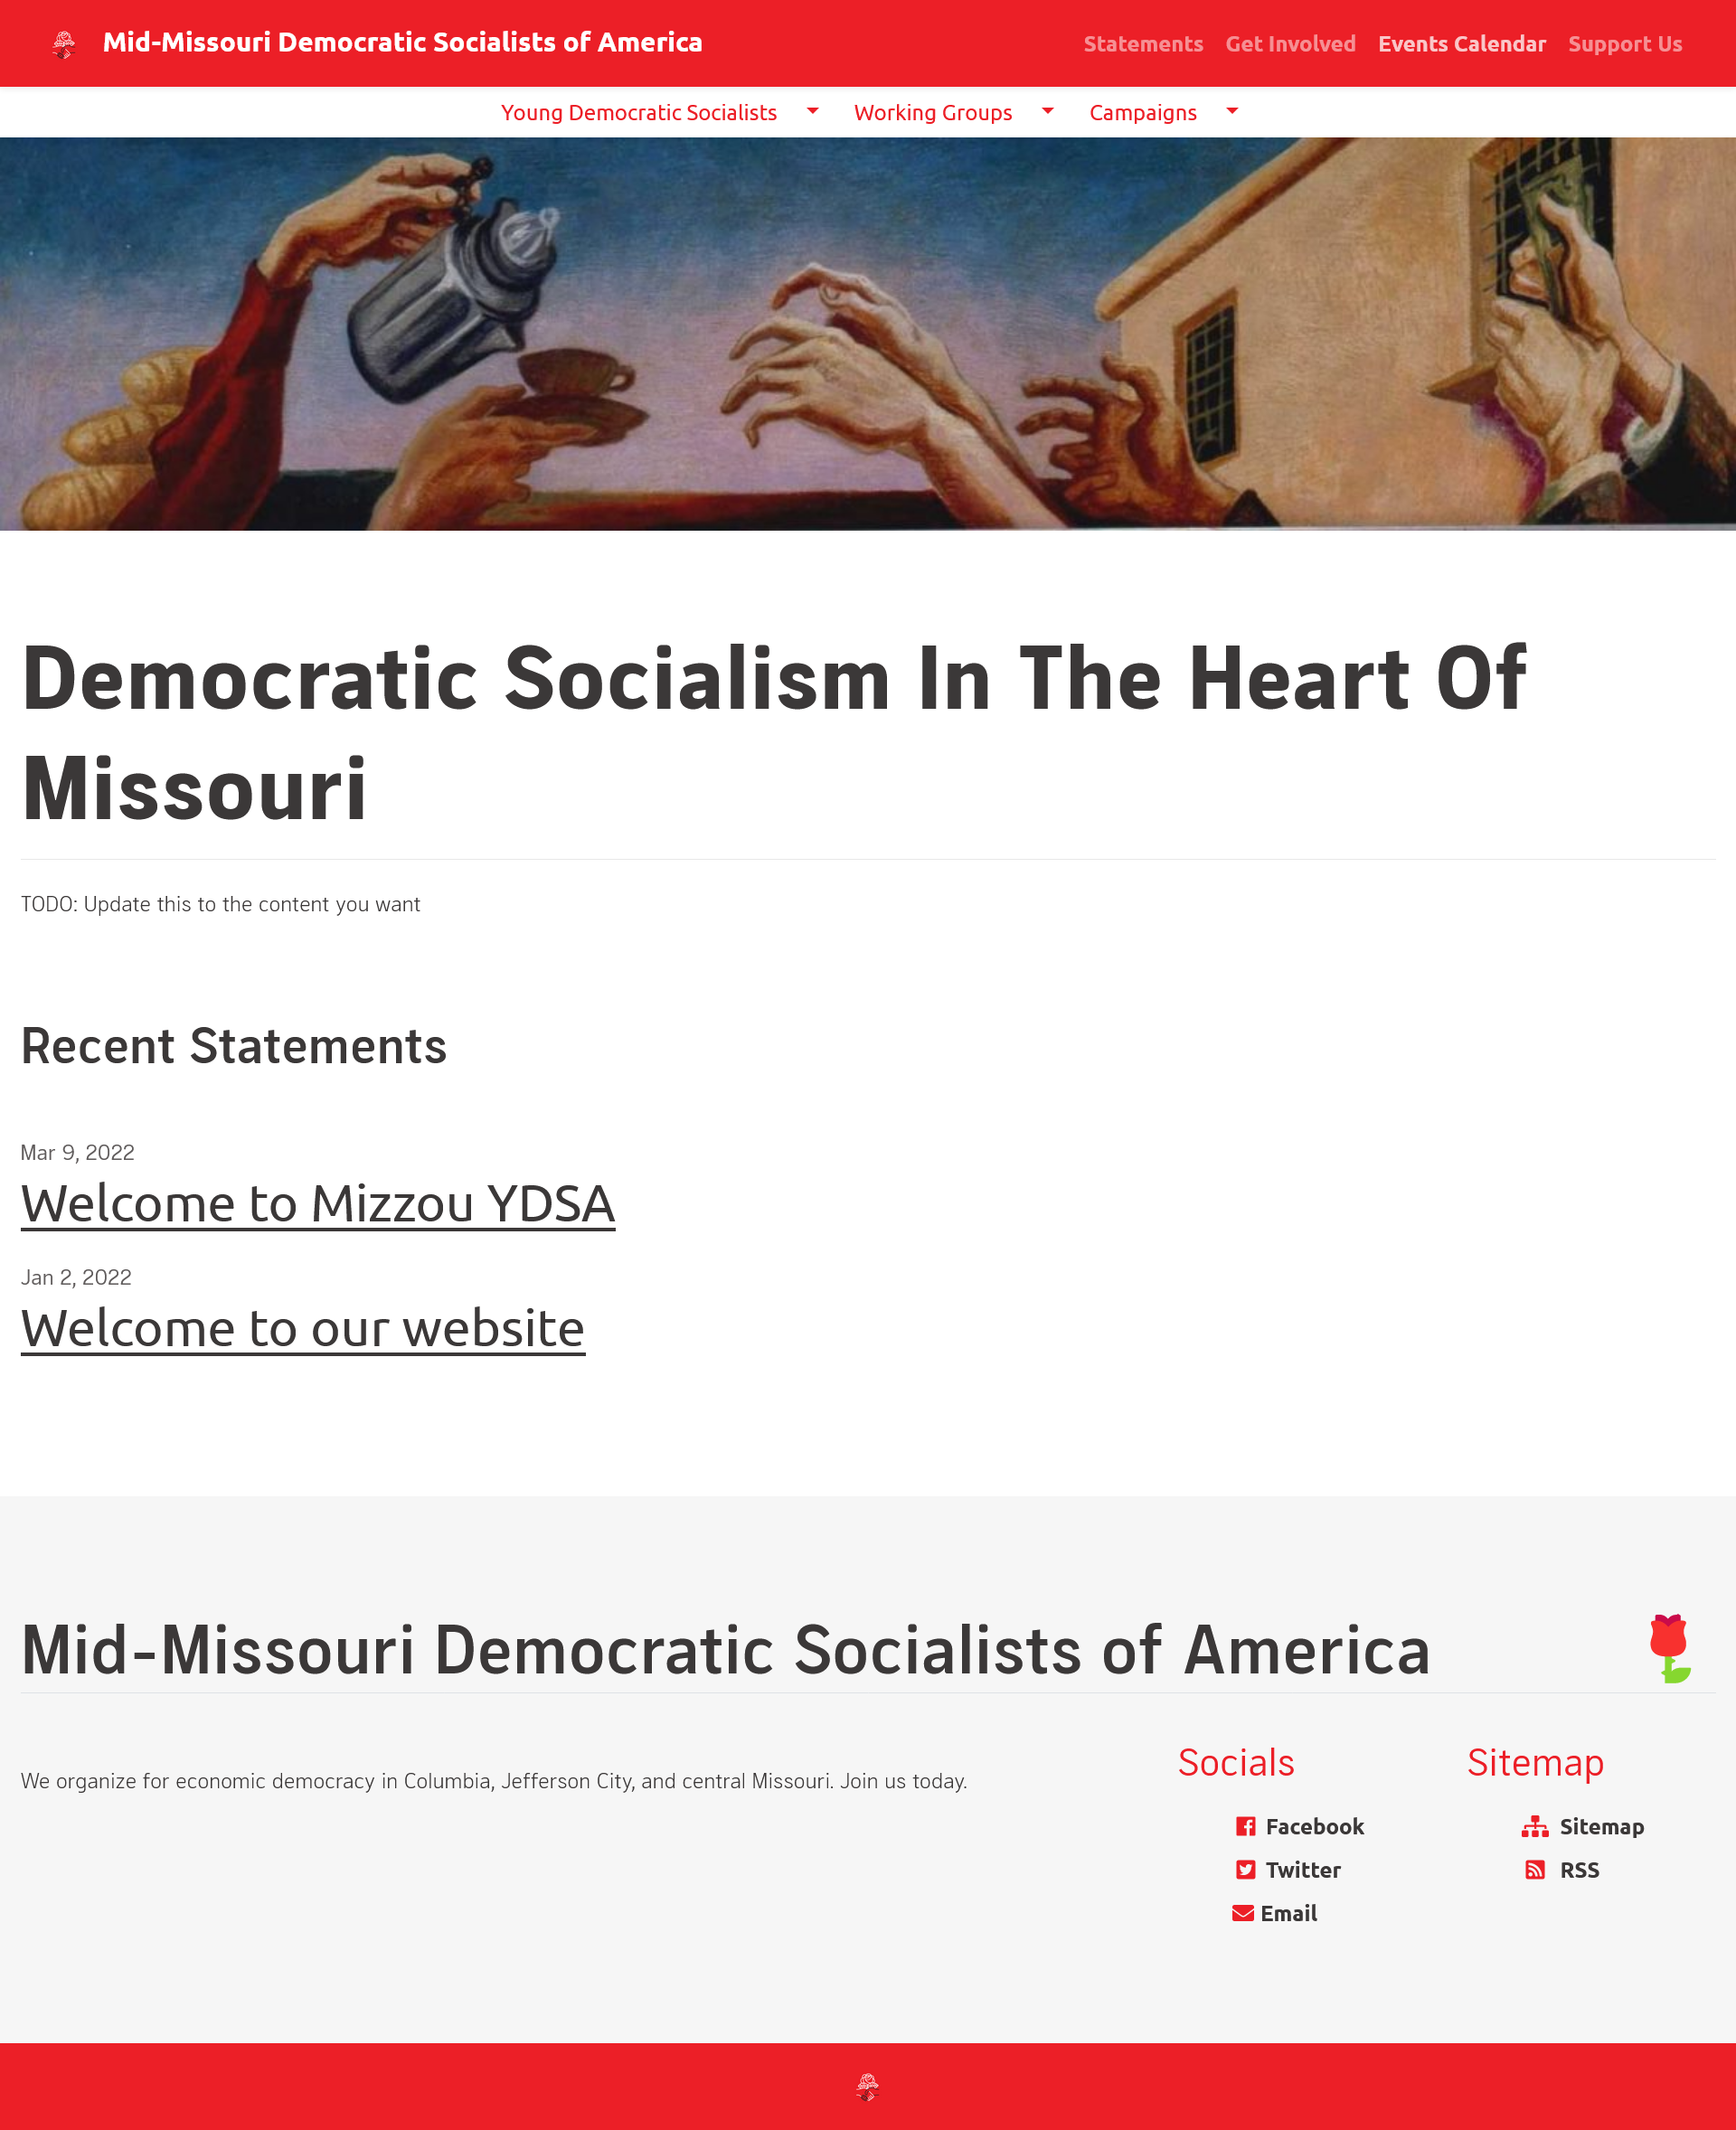 Mid-Missouri Democratic Socialists of America
Statements Get Involved Events Calendar Support Us
Young Democratic Socialists Working Groups Campaigns
Democratic Socialism In The Heart Of
Missouri
TODO: Update this to the content you want
Recent Statements
Mar 9, 2022
Welcome to Mizzou YDSA
Jan 2, 2022
Welcome to our website
Mid-Missouri Democratic Socialists of America
We organize for economic democracy in Columbia, Jefferson City, and central Missouri. Join us today.
Socials
Facebook
Twitter
Email
Sitemap
Sitemap
RSS